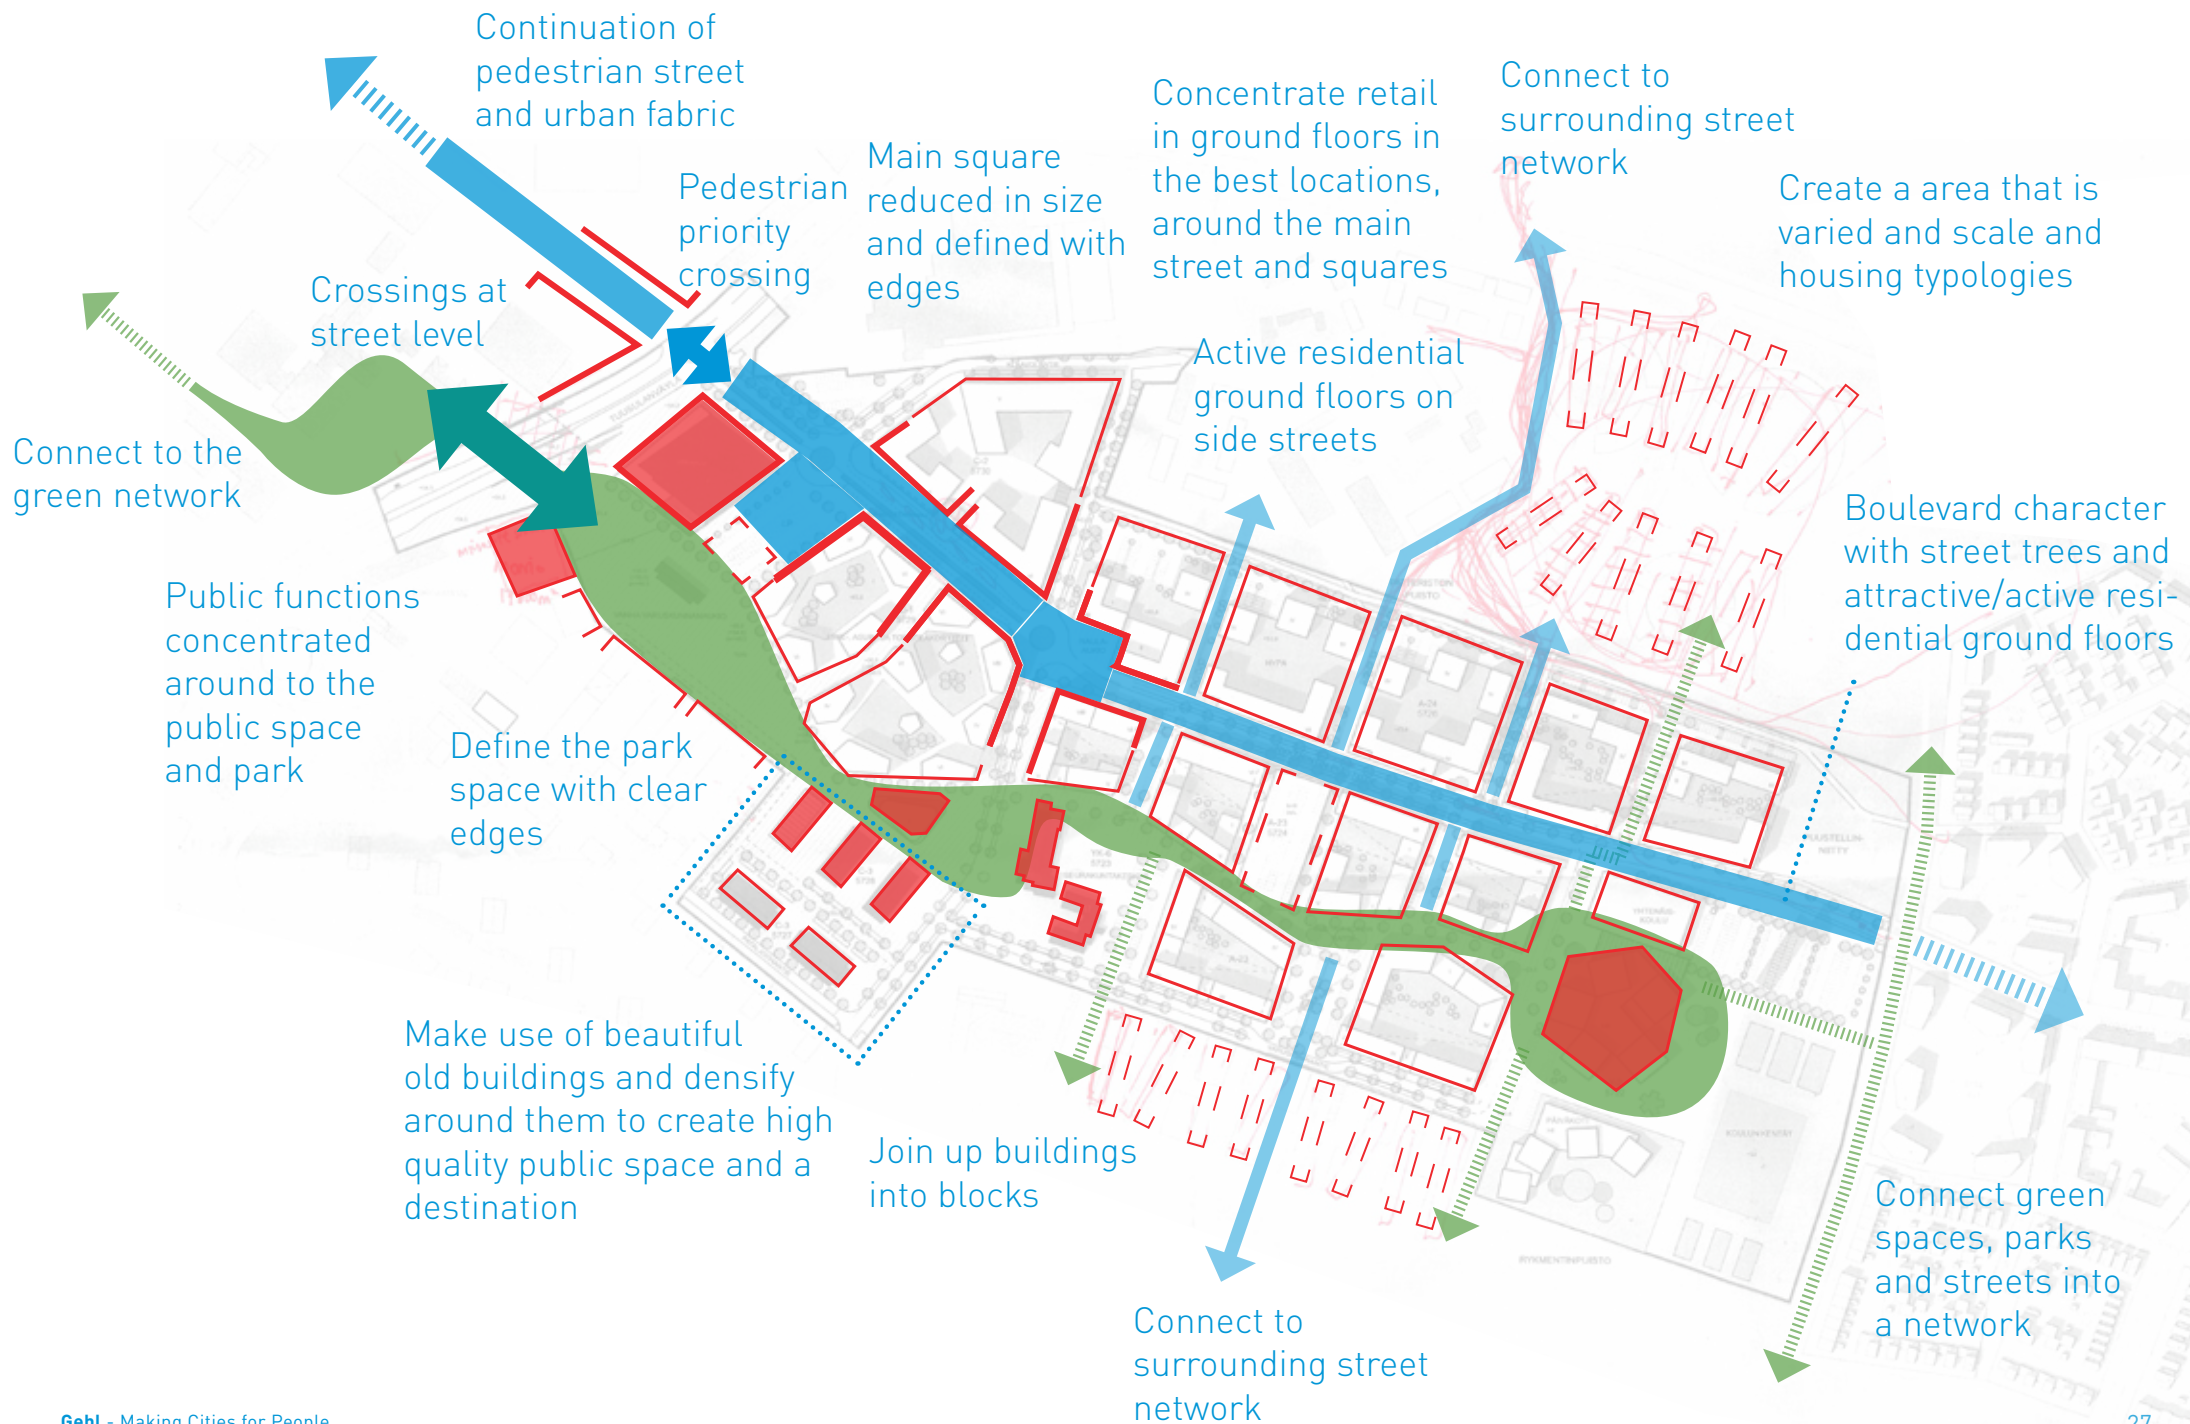 Continuation of
pedestrian street
and urban fabric
Pedestrian
priority
crossing
Main square
reduced in size
and defined with
edges
Concentrate retail
in ground floors in
the best locations,
around the main
street and squares
Connect to
surrounding street
network
Create a area that is
varied and scale and
housing typologies
Crossings at
street level
Active residential
ground floors on
side streets
Connect to the
green network
Boulevard character
with street trees and
attractive/active resi-
dential ground floors
Public functions
concentrated
around to the
public space
and park
Define the park
space with clear
edges
Make use of beautiful
old buildings and densify
around them to create high
quality public space and a
destination
Join up buildings
into blocks
Connect to
surrounding street
network
Connect green
spaces, parks
and streets into
a network
RYKMENTINPUISTO
Gehl - Making Cities for People
27